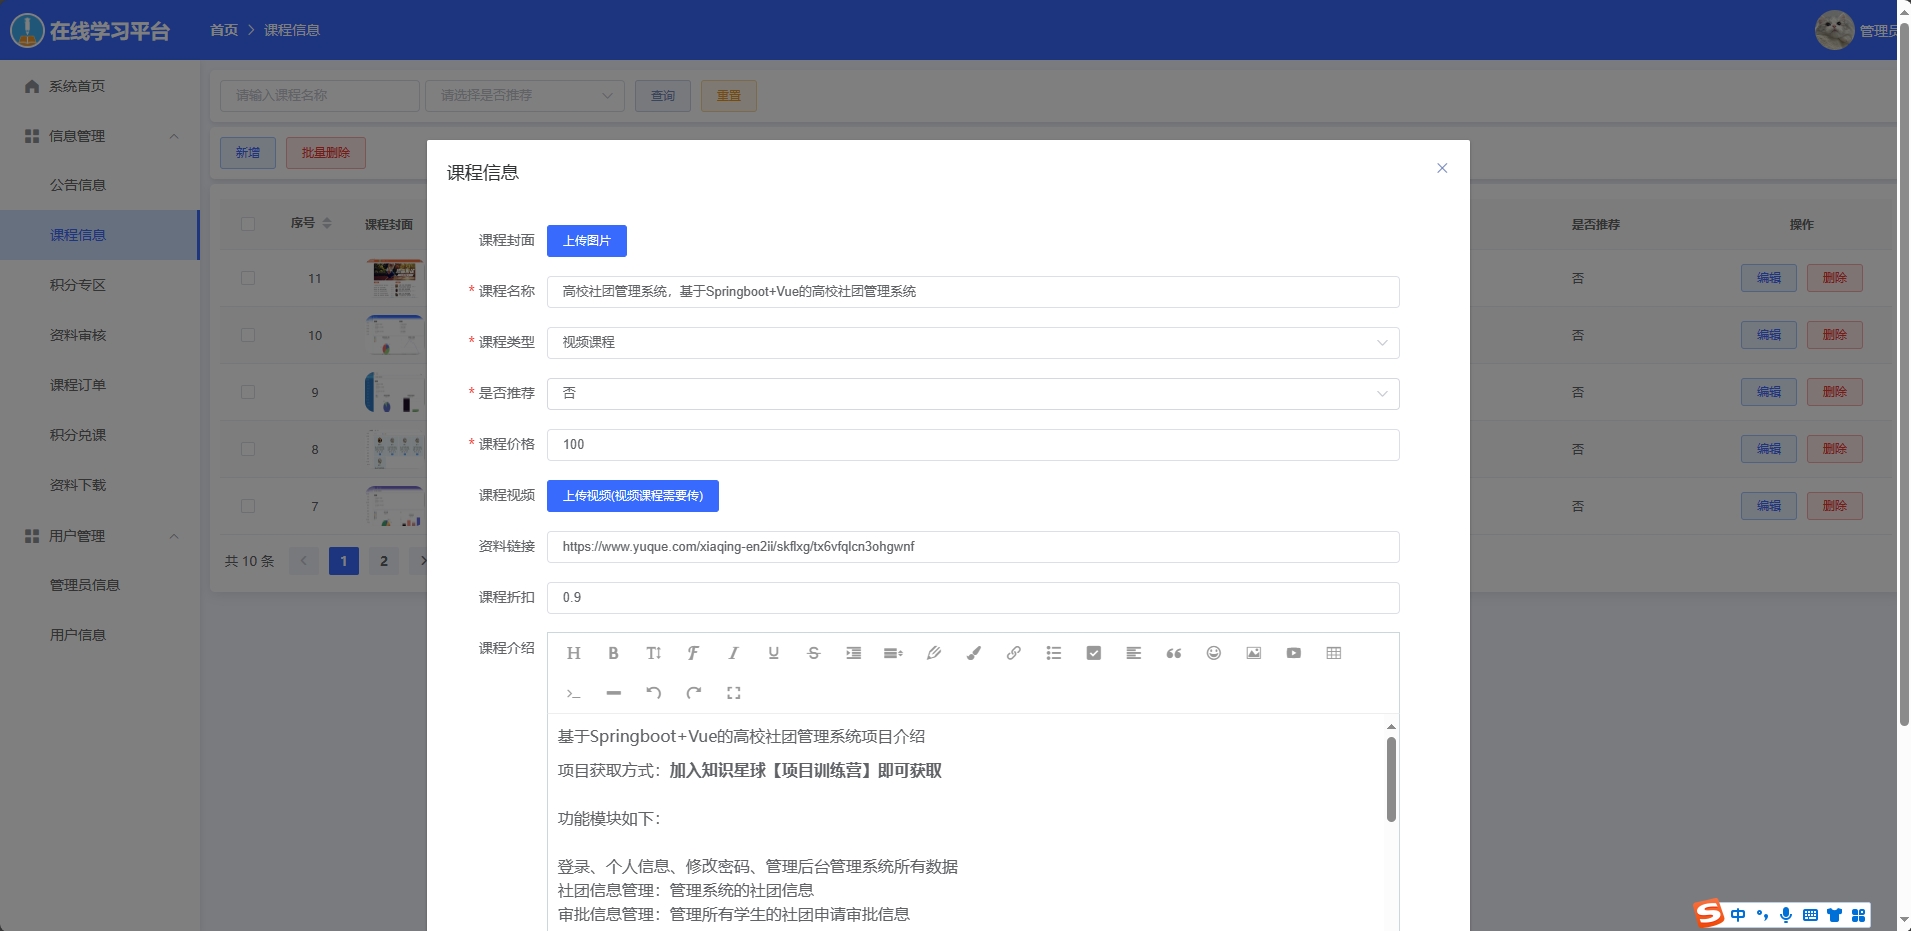 在线学习平台
首页 > 课程信息
管理员
系统首页
信息管理
公告信息
课程信息
积分专区
资料审核
课程订单
积分兑课
资料下载
用户管理
管理员信息
用户信息
请输入课程名称
请选择是否推荐
查询
重置
新增
批量删除
序号 课程封面 是否推荐 操作
11 否 编辑 删除
10 否 编辑 删除
9 否 编辑 删除
8 否 编辑 删除
7 否 编辑 删除
共 10 条 1 2
课程信息
课程封面 上传图片
* 课程名称 高校社团管理系统，基于Springboot+Vue的高校社团管理系统
* 课程类型 视频课程
* 是否推荐 否
* 课程价格 100
课程视频 上传视频(视频课程需要传)
资料链接 https://www.yuque.com/xiaqing-en2ii/skflxg/tx6vfqlcn3ohgwnf
课程折扣 0.9
课程介绍
基于Springboot+Vue的高校社团管理系统项目介绍
项目获取方式：加入知识星球【项目训练营】即可获取
功能模块如下：
登录、个人信息、修改密码、管理后台管理系统所有数据
社团信息管理：管理系统的社团信息
审批信息管理：管理所有学生的社团申请审批信息
中